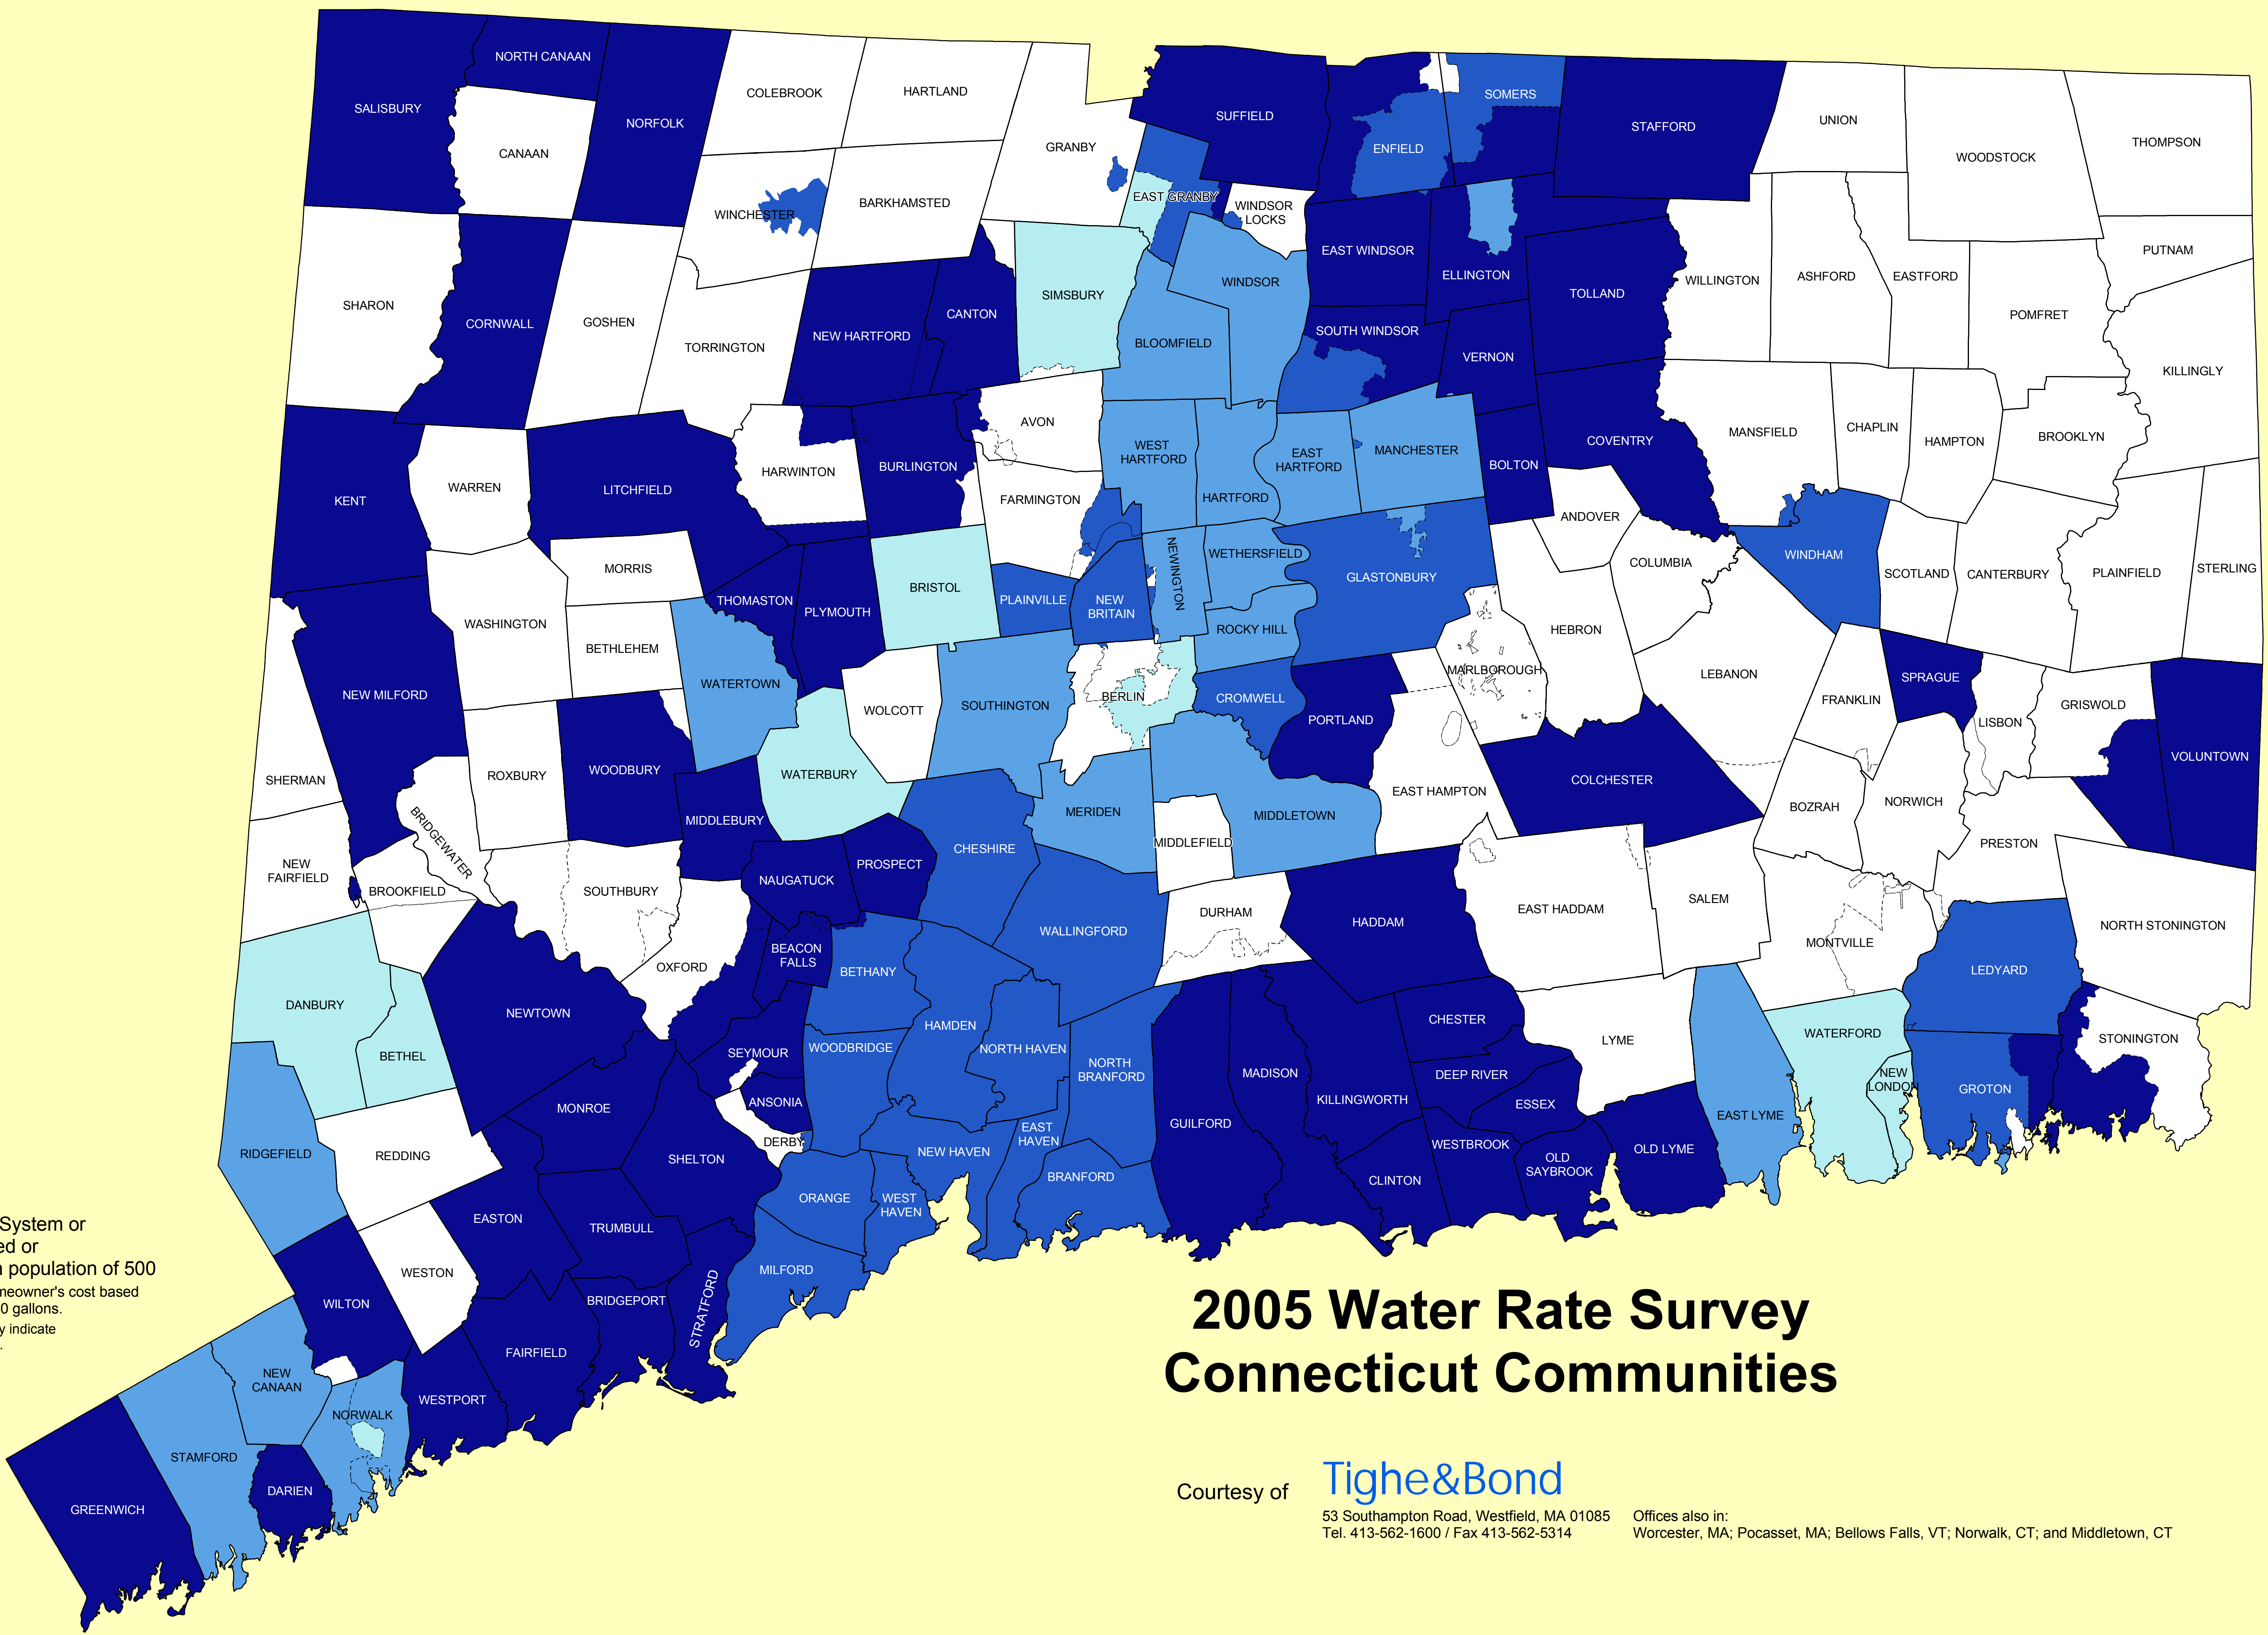 NORTH CANAAN
SALISBURY
NORFOLK
COLEBROOK
HARTLAND
CANAAN
GRANBY
SUFFIELD
ENFIELD
SOMERS
STAFFORD
UNION
WOODSTOCK
THOMPSON
WINCHESTER
BARKHAMSTED
EAST GRANBY
WINDSOR
LOCKS
EAST WINDSOR
ELLINGTON
TOLLAND
WILLINGTON
ASHFORD
EASTFORD
PUTNAM
POMFRET
SHARON
CORNWALL
GOSHEN
TORRINGTON
NEW HARTFORD
CANTON
SIMSBURY
WINDSOR
BLOOMFIELD
SOUTH WINDSOR
VERNON
KILLINGLY
KENT
WARREN
LITCHFIELD
HARWINTON
BURLINGTON
AVON
FARMINGTON
WEST
HARTFORD
HARTFORD
EAST
HARTFORD
MANCHESTER
BOLTON
COVENTRY
MANSFIELD
CHAPLIN
HAMPTON
BROOKLYN
ANDOVER
COLUMBIA
WINDHAM
SCOTLAND
CANTERBURY
PLAINFIELD
STERLING
MORRIS
WASHINGTON
BETHLEHEM
THOMASTON
PLYMOUTH
BRISTOL
PLAINVILLE
NEW
BRITAIN
NEWINGTON
WETHERSFIELD
ROCKY HILL
GLASTONBURY
HEBRON
MARLBOROUGH
LEBANON
FRANKLIN
SPRAGUE
LISBON
GRISWOLD
VOLUNTOWN
NEW MILFORD
WATERTOWN
WOLCOTT
SOUTHINGTON
BERLIN
CROMWELL
PORTLAND
SHERMAN
ROXBURY
WOODBURY
WATERBURY
MIDDLEBURY
CHESHIRE
MERIDEN
MIDDLEFIELD
MIDDLETOWN
EAST HAMPTON
COLCHESTER
BOZRAH
NORWICH
PRESTON
BRIDGEWATER
NEW
FAIRFIELD
BROOKFIELD
SOUTHBURY
NAUGATUCK
PROSPECT
WALLINGFORD
DURHAM
HADDAM
EAST HADDAM
SALEM
MONTVILLE
NORTH STONINGTON
LEDYARD
OXFORD
BEACON
FALLS
BETHANY
DANBURY
BETHEL
NEWTOWN
SEYMOUR
WOODBRIDGE
HAMDEN
NORTH HAVEN
NORTH
BRANFORD
MADISON
CHESTER
LYME
WATERFORD
STONINGTON
NEW
LONDON
GROTON
DEEP RIVER
ESSEX
KILLINGWORTH
GUILFORD
EAST LYME
MONROE
ANSONIA
DERBY
SHELTON
NEW HAVEN
EAST
HAVEN
BRANFORD
CLINTON
WESTBROOK
OLD
SAYBROOK
OLD LYME
RIDGEFIELD
REDDING
ORANGE
WEST
HAVEN
EASTON
TRUMBULL
MILFORD
WESTON
WILTON
BRIDGEPORT
STRATFORD
FAIRFIELD
NEW
CANAAN
NORWALK
WESTPORT
STAMFORD
DARIEN
GREENWICH
System or
ed or
population of 500
meowner's cost based
0 gallons.
y indicate
2005 Water Rate Survey
Connecticut Communities
Courtesy of
Tighe&Bond
53 Southampton Road, Westfield, MA 01085
Tel. 413-562-1600 / Fax 413-562-5314
Offices also in:
Worcester, MA; Pocasset, MA; Bellows Falls, VT; Norwalk, CT; and Middletown, CT